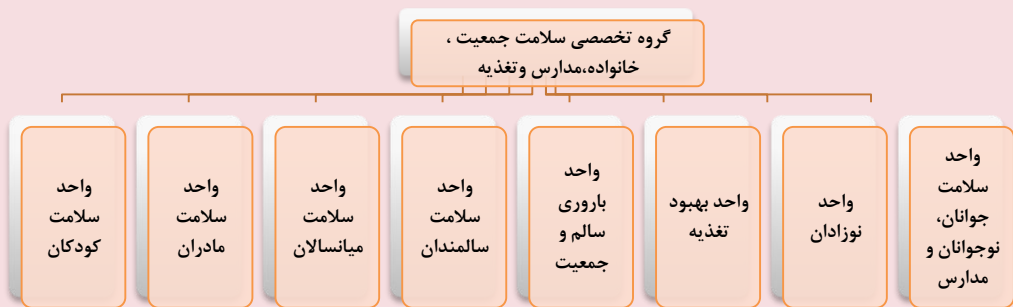 گروه تخصصی سلامت جمعیت ،
خانواده،مدارس وتغذیه
واحد
سلامت
جوانان،
نوجوانان و
مدارس
واحد
نوزادان
واحد بهبود
تغذیه
واحد
باروری
سالم و
جمعیت
واحد
سلامت
سالمندان
واحد
سلامت
میانسالان
واحد
سلامت
مادران
واحد
سلامت
کودکان